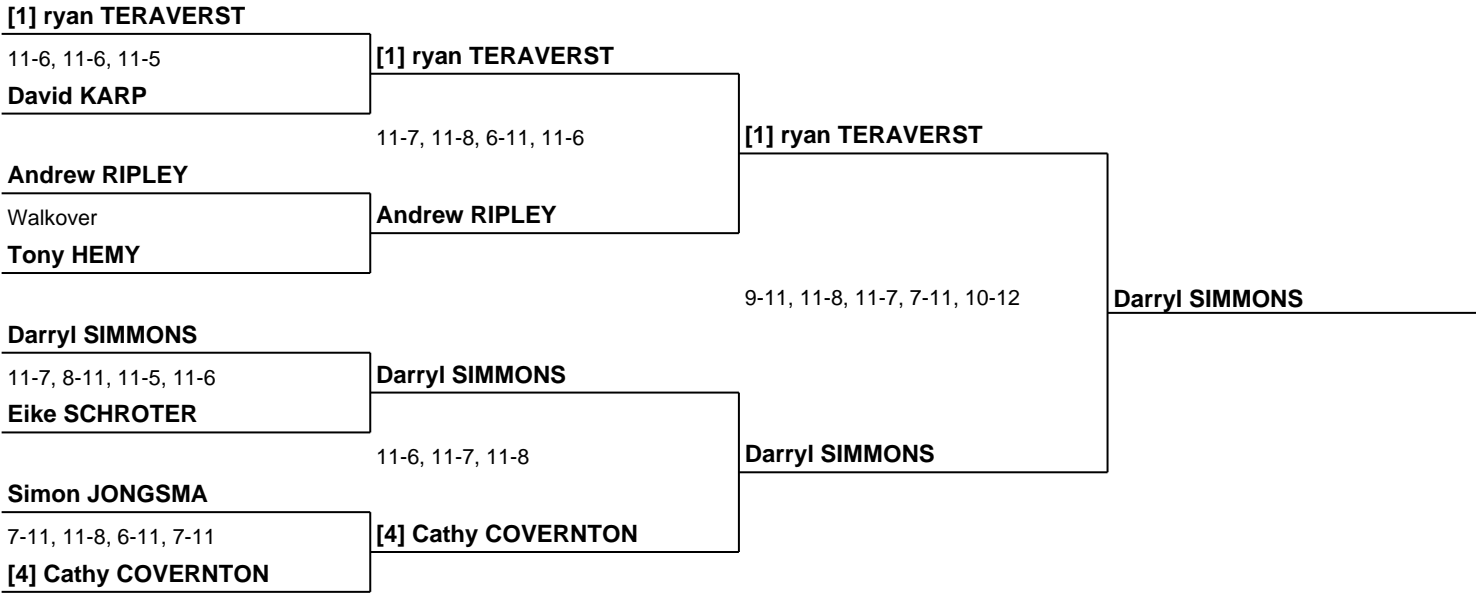 [1] ryan TERAVERST
11-6, 11-6, 11-5
[1] ryan TERAVERST
David KARP
11-7, 11-8, 6-11, 11-6
[1] ryan TERAVERST
Andrew RIPLEY
Walkover
Andrew RIPLEY
Tony HEMY
9-11, 11-8, 11-7, 7-11, 10-12
Darryl SIMMONS
Darryl SIMMONS
11-7, 8-11, 11-5, 11-6
Darryl SIMMONS
Eike SCHROTER
11-6, 11-7, 11-8
Darryl SIMMONS
Simon JONGSMA
7-11, 11-8, 6-11, 7-11
[4] Cathy COVERNTON
[4] Cathy COVERNTON